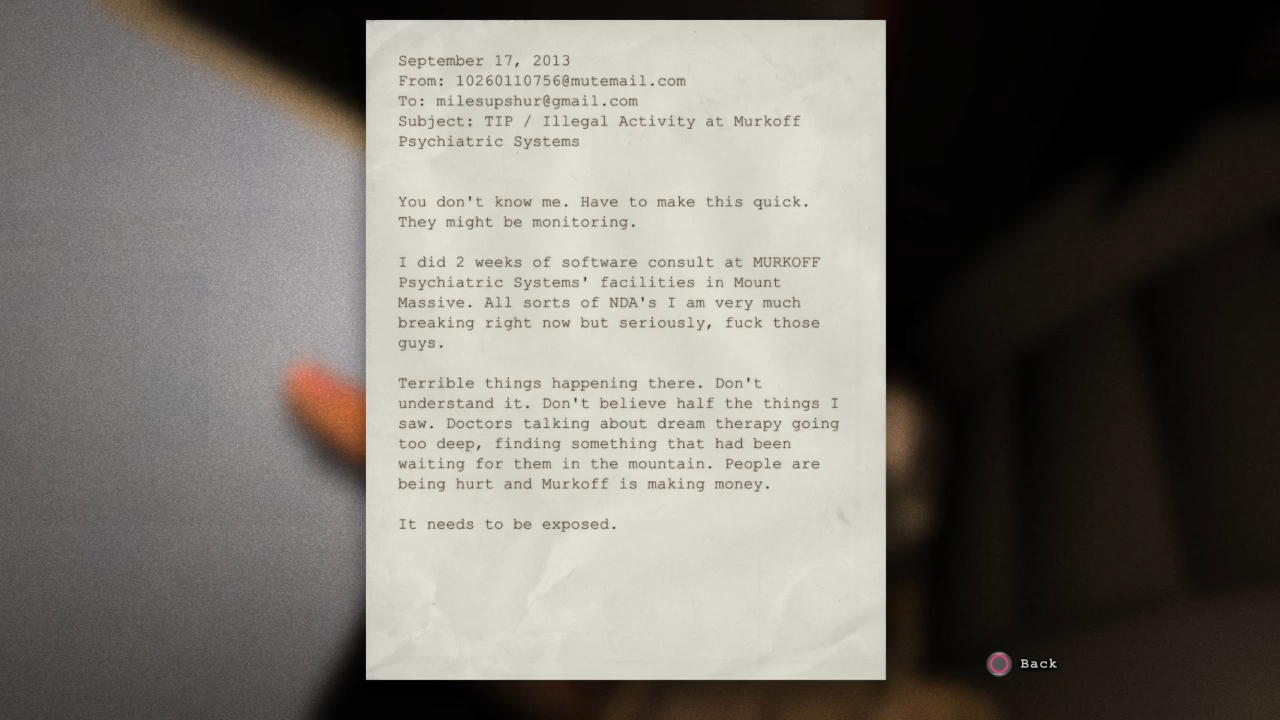 September 17, 2013
From: 10260110756@mutemail.com
To: milesupshur@gmail.com
Subject: TIP / Illegal Activity at Murkoff
Psychiatric Systems
You don't know me. Have to make this quick.
They might be monitoring.
I did 2 weeks of software consult at MURKOFF
Psychiatric Systems' facilities in Mount
Massive. All sorts of NDA's I am very much
breaking right now but seriously, fuck those
guys.
Terrible things happening there. Don't
understand it. Don't believe half the things I
saw. Doctors talking about dream therapy going
too deep, finding something that had been
waiting for them in the mountain. People are
being hurt and Murkoff is making money.
It needs to be exposed.
Back